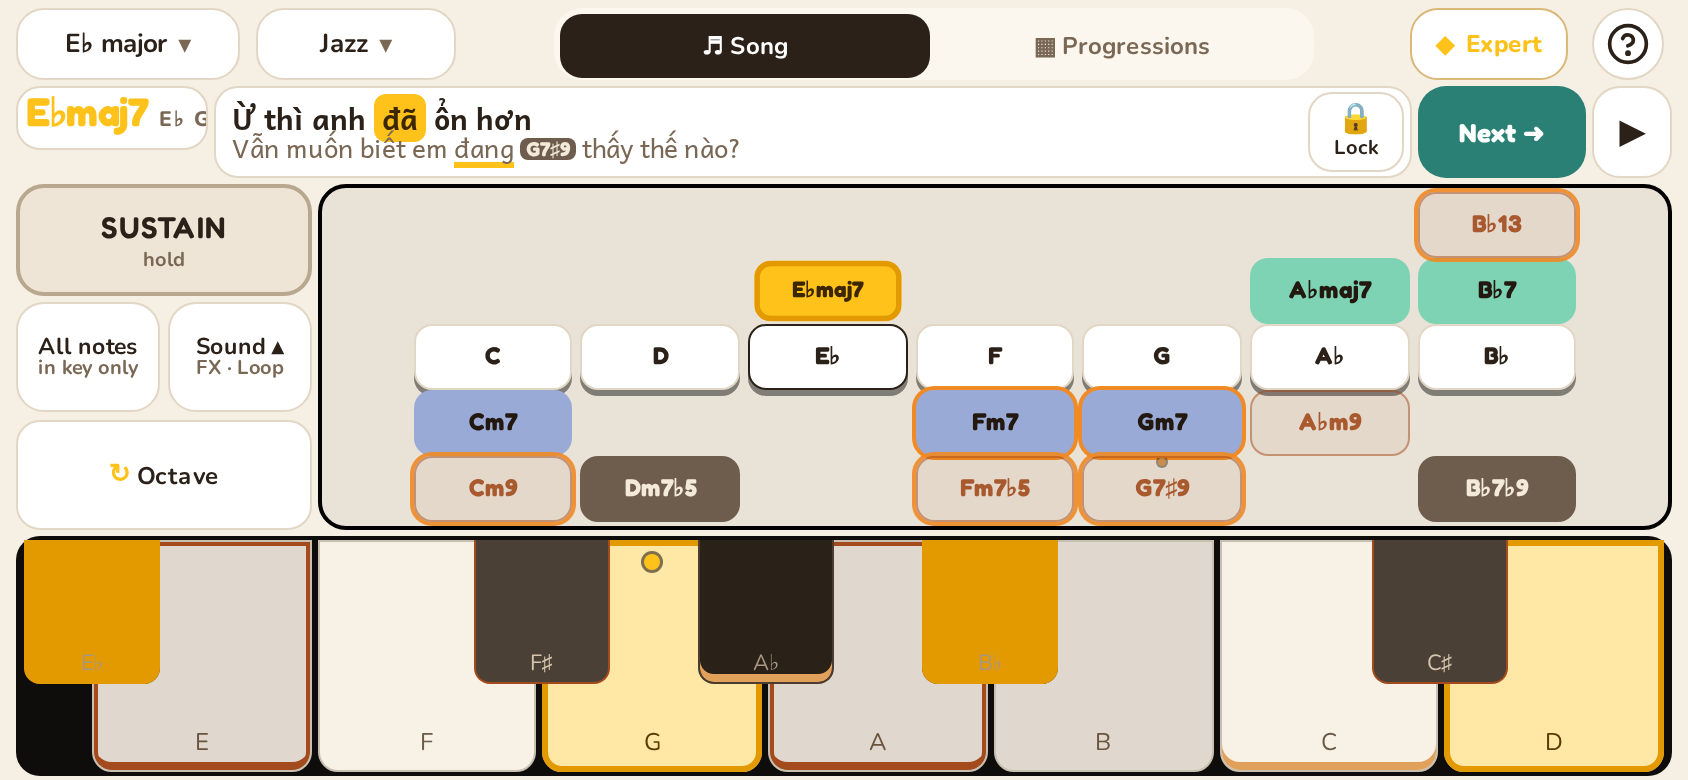 E♭ major ▾
Jazz ▾
♬ Song
▦ Progressions
◆ Expert
?
E♭maj7 E♭ G
Ừ thì anh đã ổn hơn
Vẫn muốn biết em đang G7♯9 thấy thế nào?
🔒
Lock
Next ➜
▶
SUSTAIN
hold
All notes
in key only
Sound ▴
FX · Loop
↻ Octave
B♭13
E♭maj7
A♭maj7
B♭7
C
D
E♭
F
G
A♭
B♭
Cm7
Fm7
Gm7
A♭m9
Cm9
Dm7♭5
Fm7♭5
G7♯9
B♭7♭9
E♭
F♯
A♭
B♭
C♯
E
F
G
A
B
C
D